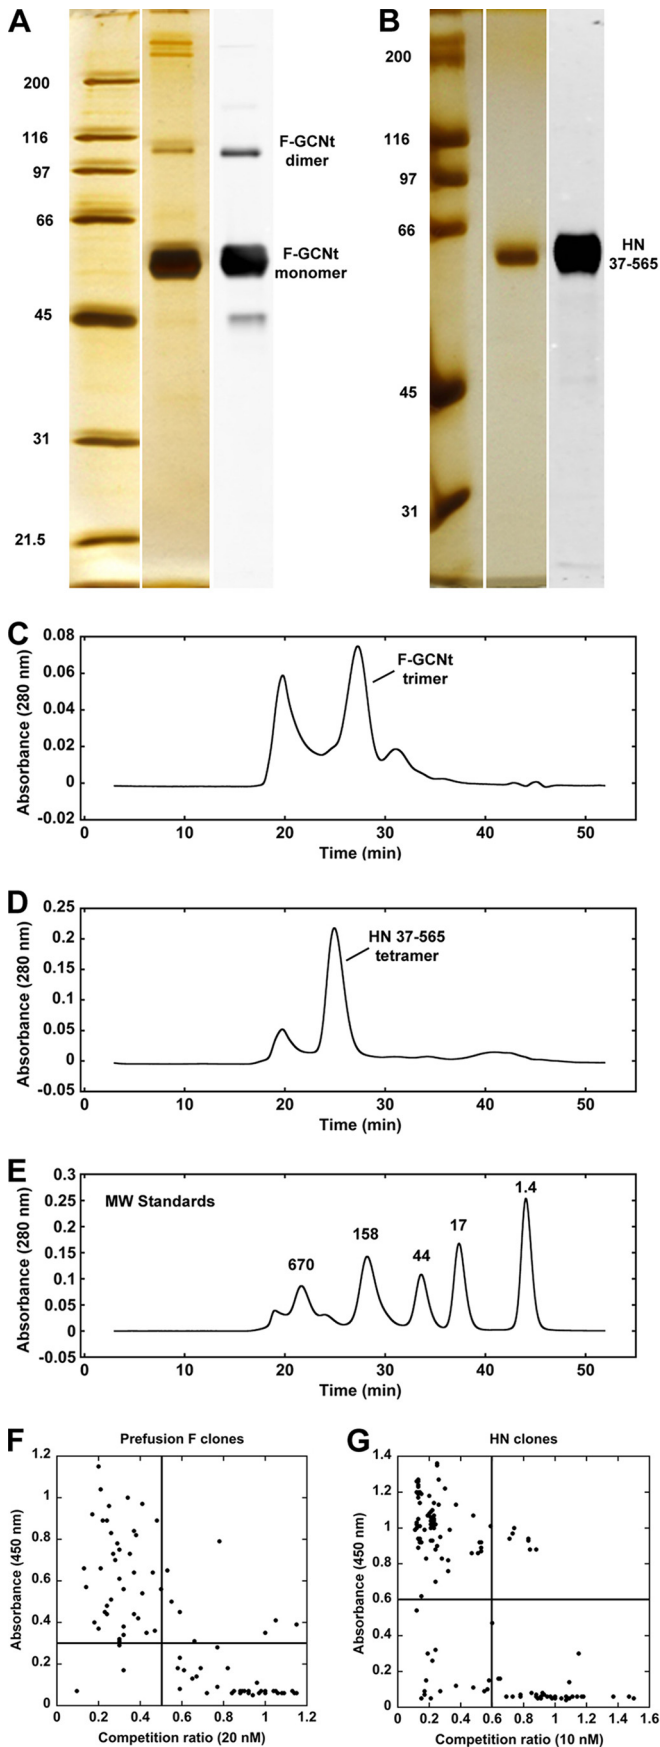 A
200
116
97
66
45
31
21.5
F-GCNt
dimer
F-GCNt
monomer
B
200
116
97
66
45
31
HN
37-565
C
Absorbance (280 nm)
0.08
0.06
0.04
0.02
0
-0.02
F-GCNt
trimer
0 10 20 30 40 50
Time (min)
D
Absorbance (280 nm)
0.25
0.2
0.15
0.1
0.05
0
-0.05
HN 37-565
tetramer
0 10 20 30 40 50
Time (min)
E
Absorbance (280 nm)
0.3
0.25
0.2
0.15
0.1
0.05
0
-0.05
MW Standards
670
158
44
17
1.4
0 10 20 30 40 50
Time (min)
F
Prefusion F clones
Absorbance (450 nm)
1.2
1
0.8
0.6
0.4
0.2
0
0 0.2 0.4 0.6 0.8 1 1.2
Competition ratio (20 nM)
G
HN clones
Absorbance (450 nm)
1.4
1.2
1
0.8
0.6
0.4
0.2
0
0 0.2 0.4 0.6 0.8 1 1.2 1.4 1.6
Competition ratio (10 nM)